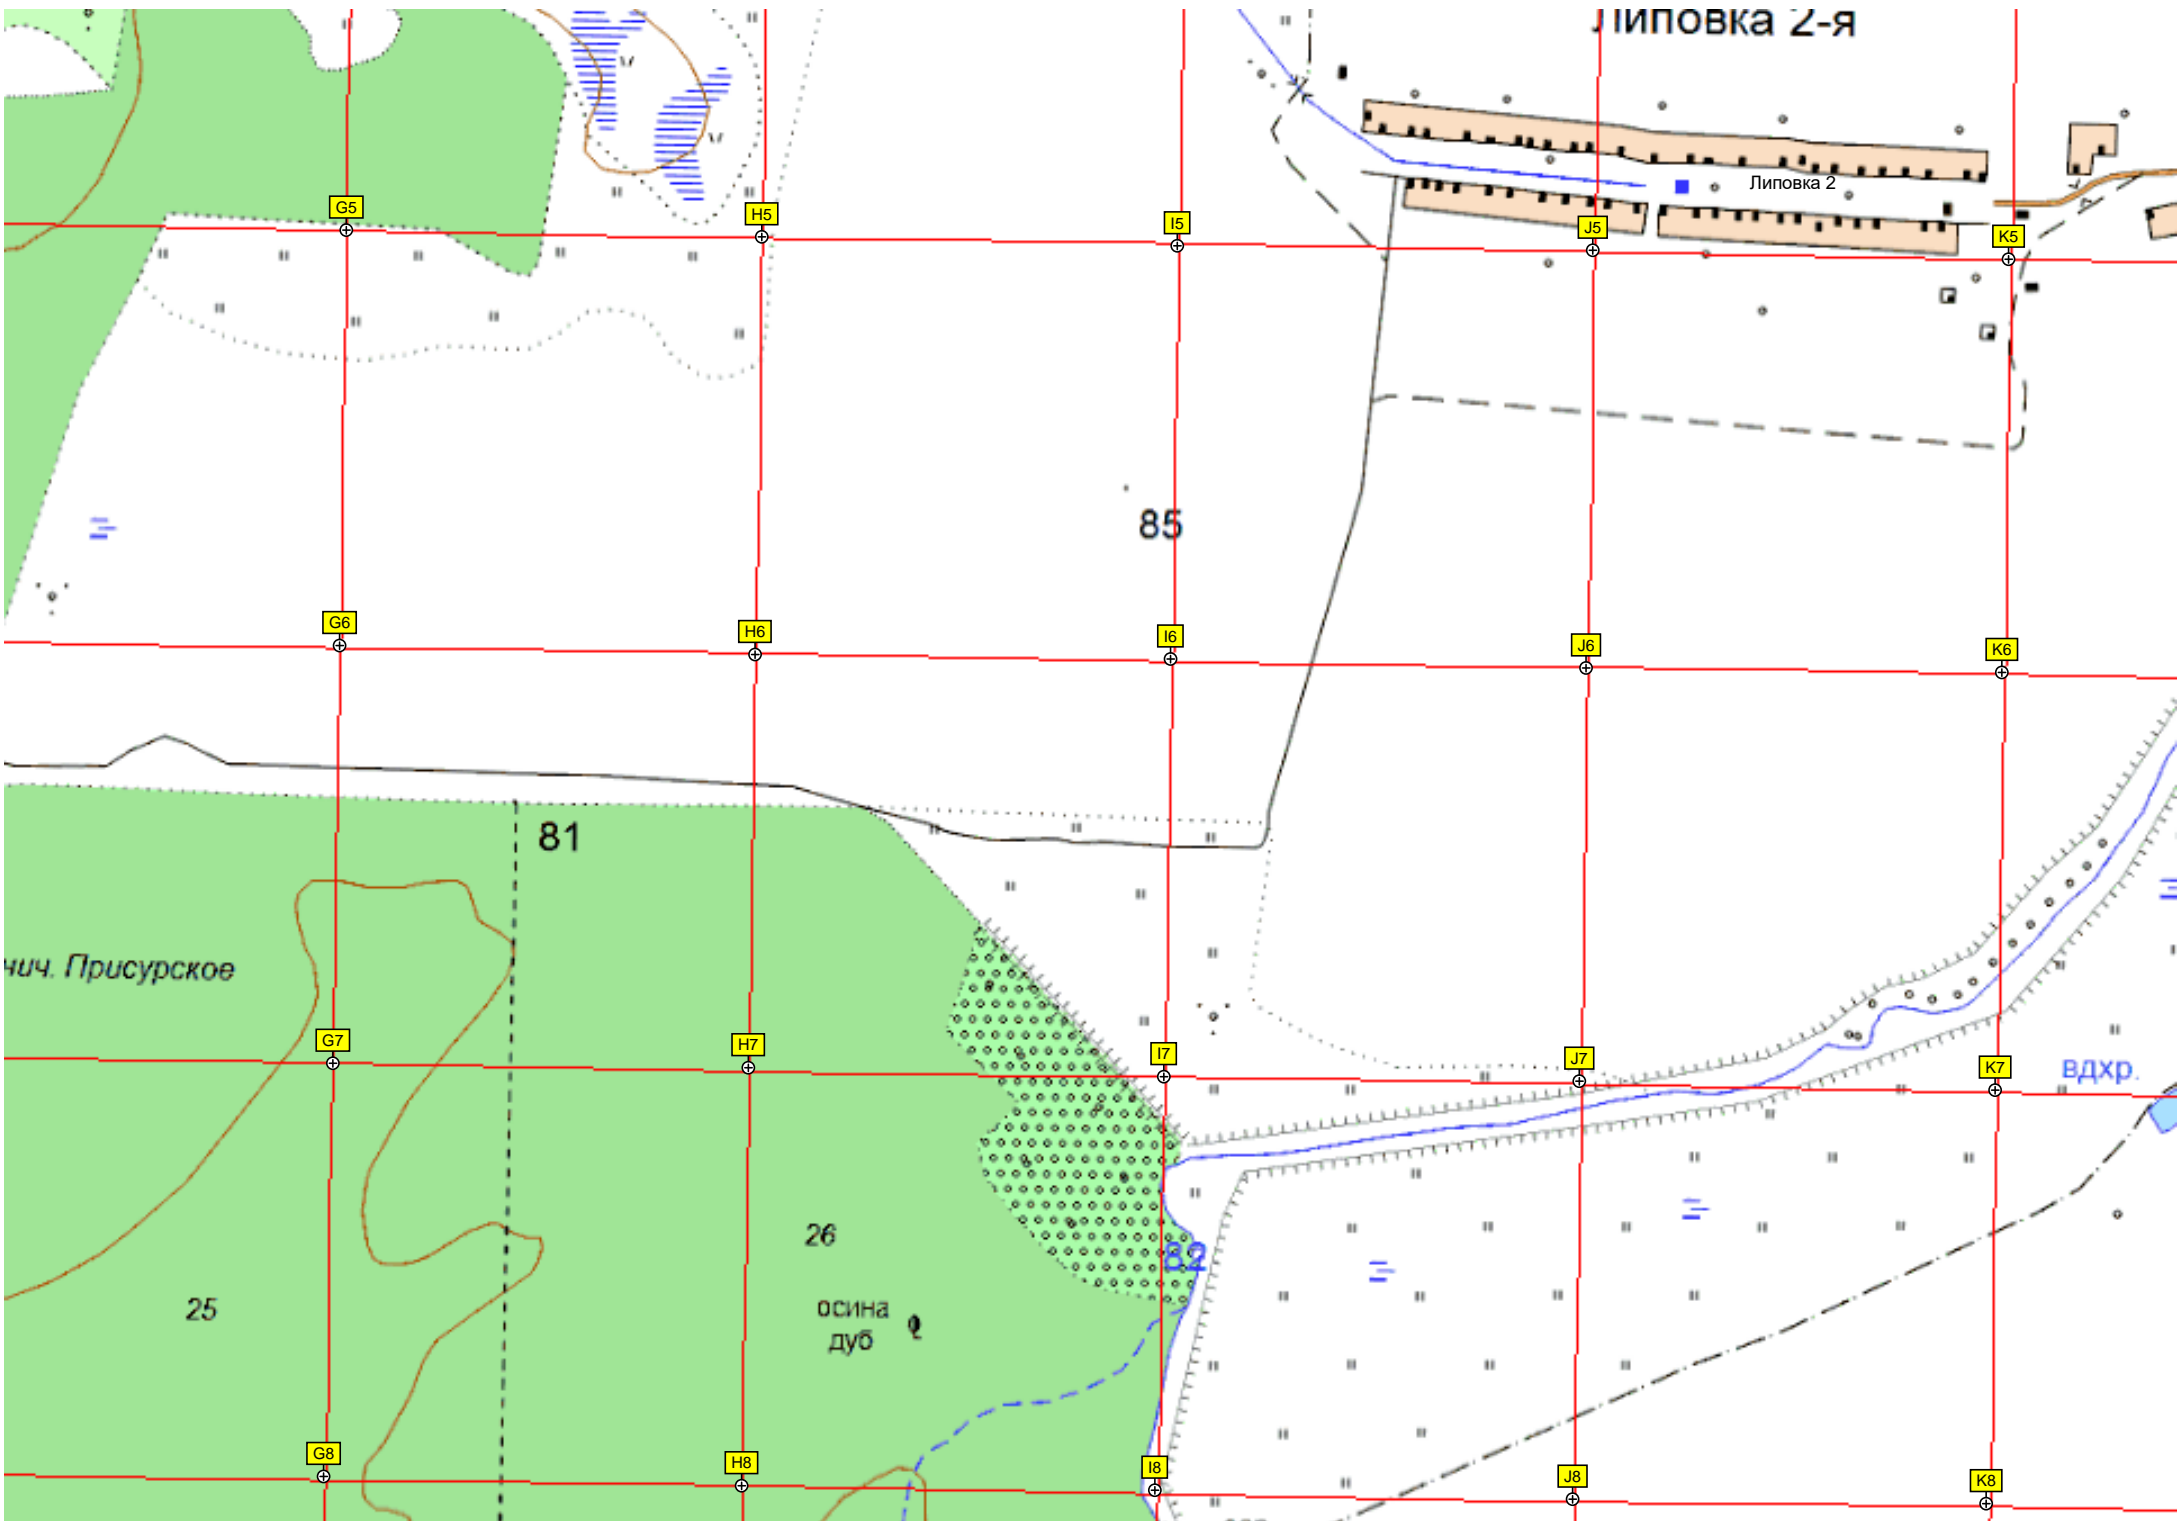 Липовка 2-я
Липовка 2
G5
H5
I5
J5
K5
85
G6
H6
I6
J6
K6
81
нич. Присурское
G7
H7
I7
J7
K7
вдхр.
26
82
25
осина
дуб
G8
H8
I8
J8
K8